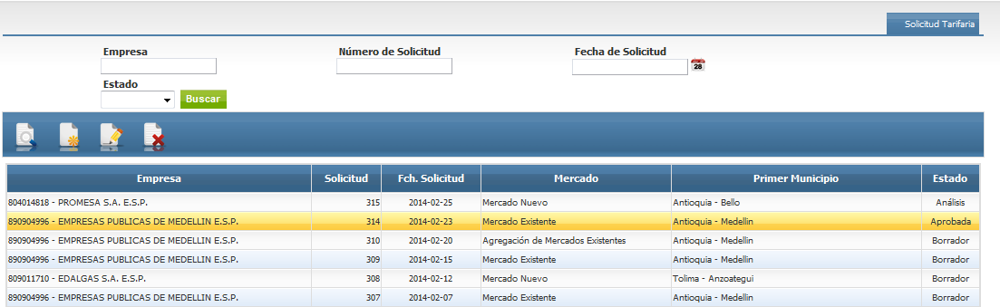 Solicitud Tarifaria
Empresa Número de Solicitud Fecha de Solicitud
28
Estado
Buscar
Empresa Solicitud Fch. Solicitud Mercado Primer Municipio Estado
804014818 - PROMESA S.A. E.S.P. 315 2014-02-25 Mercado Nuevo Antioquia - Bello Análisis
890904996 - EMPRESAS PUBLICAS DE MEDELLIN E.S.P. 314 2014-02-23 Mercado Existente Antioquia - Medellin Aprobada
890904996 - EMPRESAS PUBLICAS DE MEDELLIN E.S.P. 310 2014-02-20 Agregación de Mercados Existentes Antioquia - Medellin Borrador
890904996 - EMPRESAS PUBLICAS DE MEDELLIN E.S.P. 309 2014-02-15 Mercado Existente Antioquia - Medellin Borrador
809011710 - EDALGAS S.A. E.S.P. 308 2014-02-12 Mercado Nuevo Tolima - Anzoategui Borrador
890904996 - EMPRESAS PUBLICAS DE MEDELLIN E.S.P. 307 2014-02-07 Mercado Existente Antioquia - Medellin Borrador